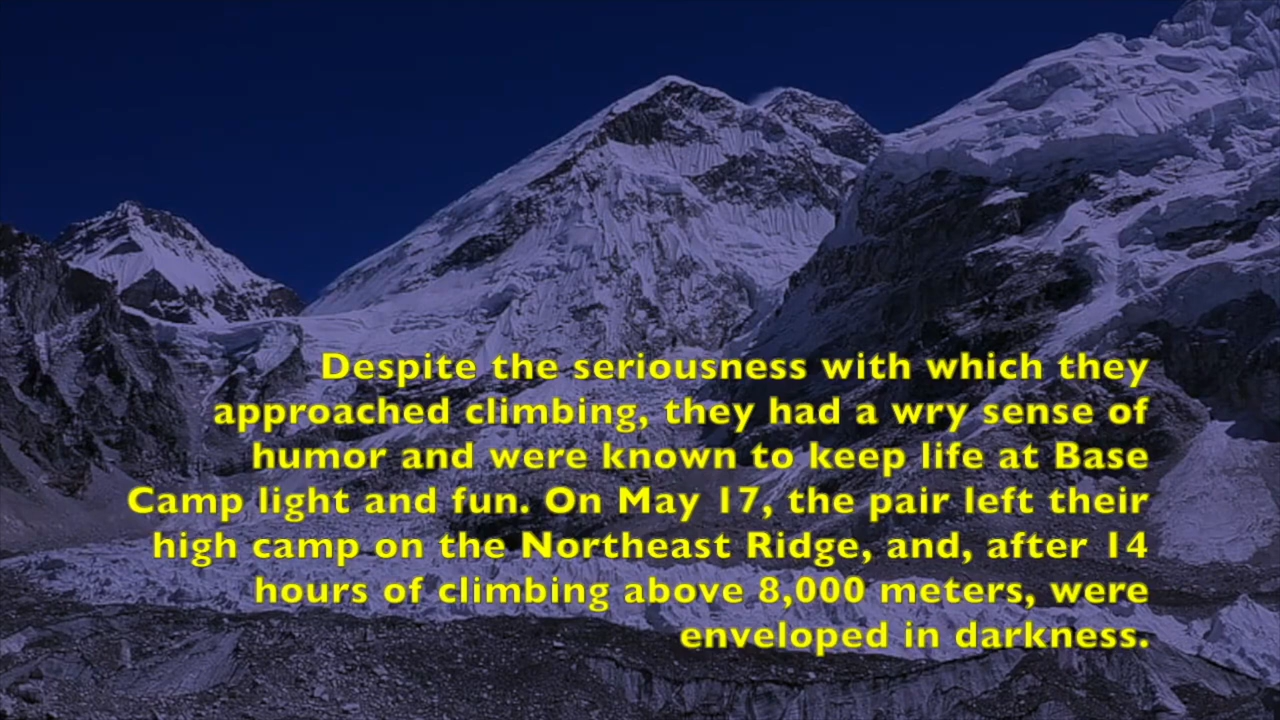 Despite the seriousness with which they
approached climbing, they had a wry sense of
humor and were known to keep life at Base
Camp light and fun. On May 17, the pair left their
high camp on the Northeast Ridge, and, after 14
hours of climbing above 8,000 meters, were
enveloped in darkness.